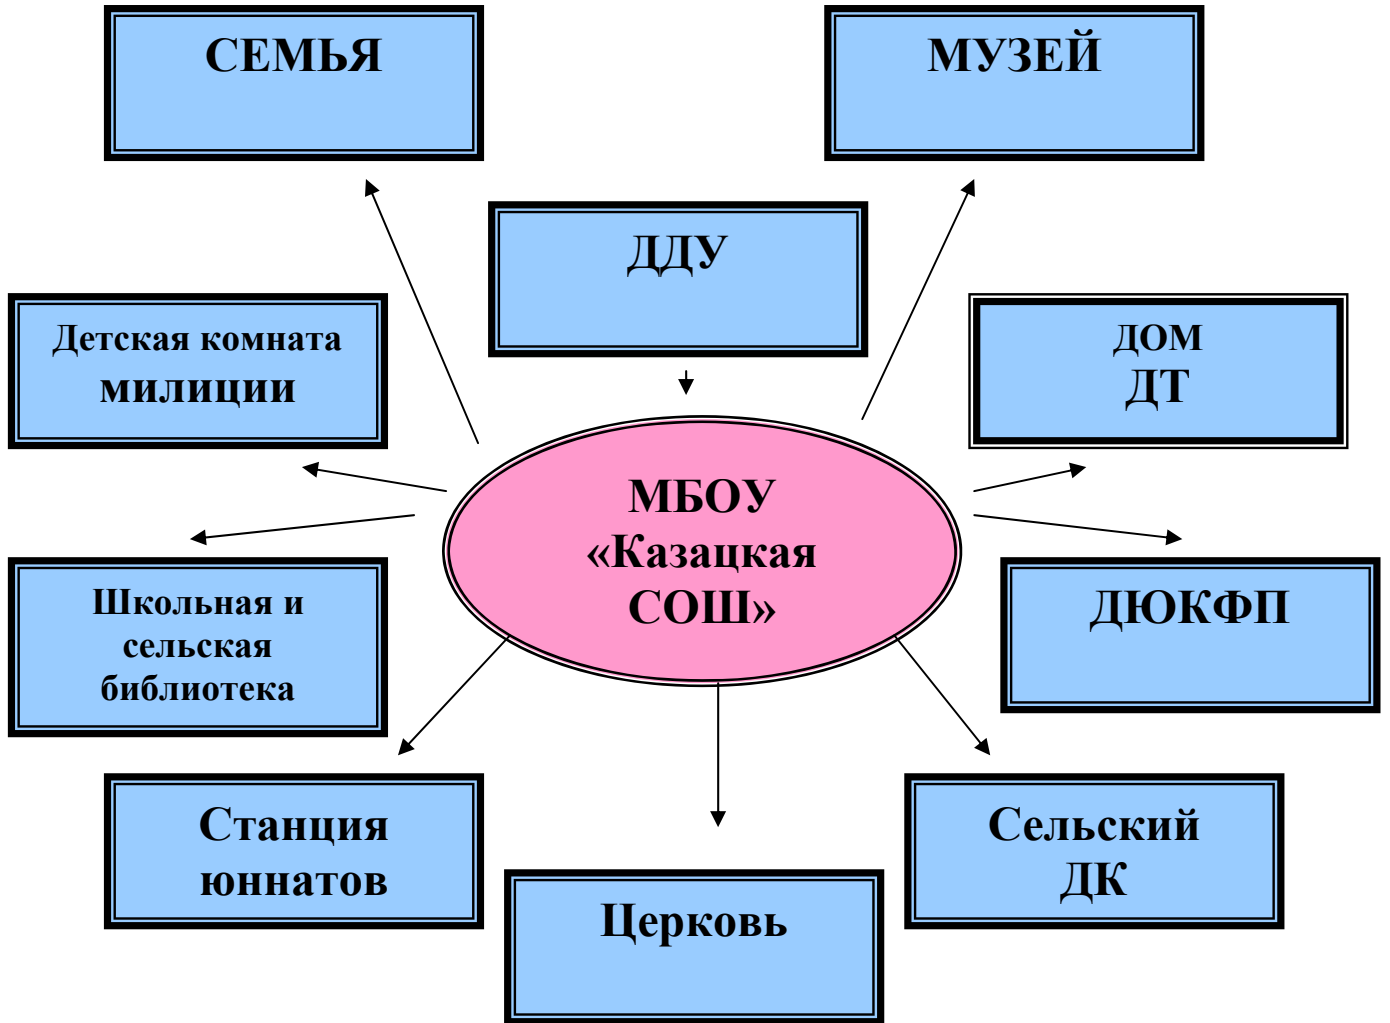 СЕМЬЯ
МУЗЕЙ
ДДУ
Детская комната
милиции
ДОМ
ДТ
МБОУ
«Казацкая
СОШ»
Школьная и
сельская
библиотека
ДЮКФП
Станция
юннатов
Сельский
ДК
Церковь